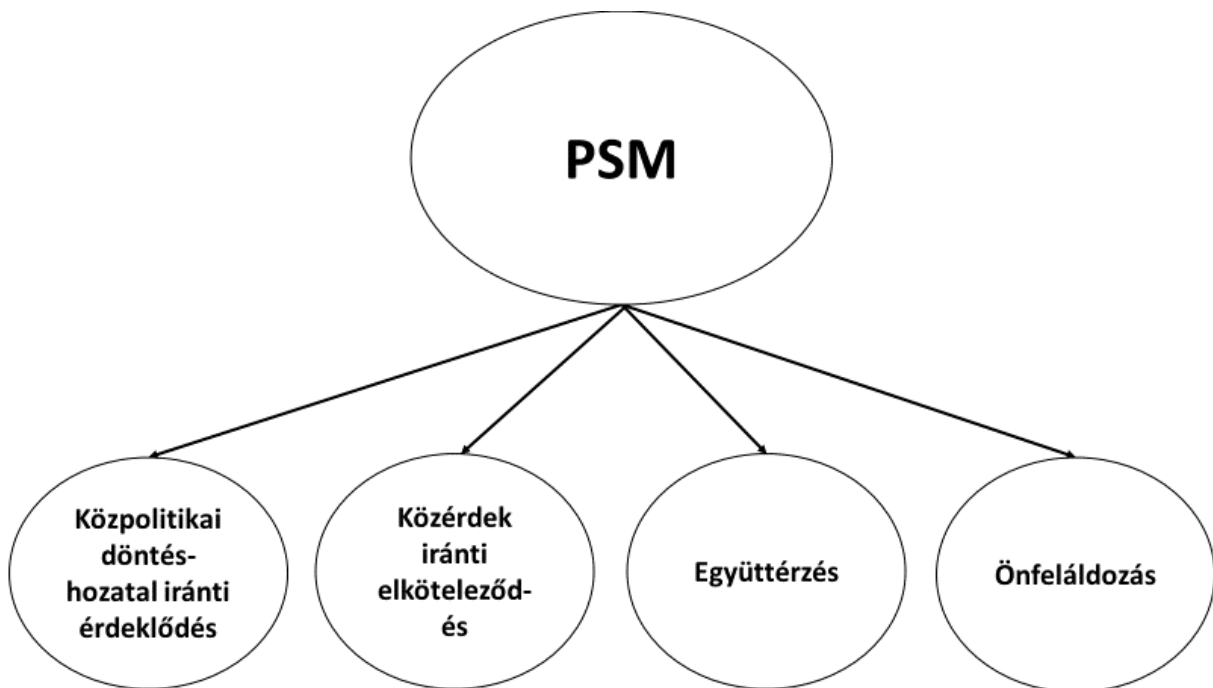 PSM
Közpolitikai
döntés-
hozatal iránti
érdeklődés
Közérdek
iránti
elköteleződ-
és
Együttérzés
Önfeláldozás